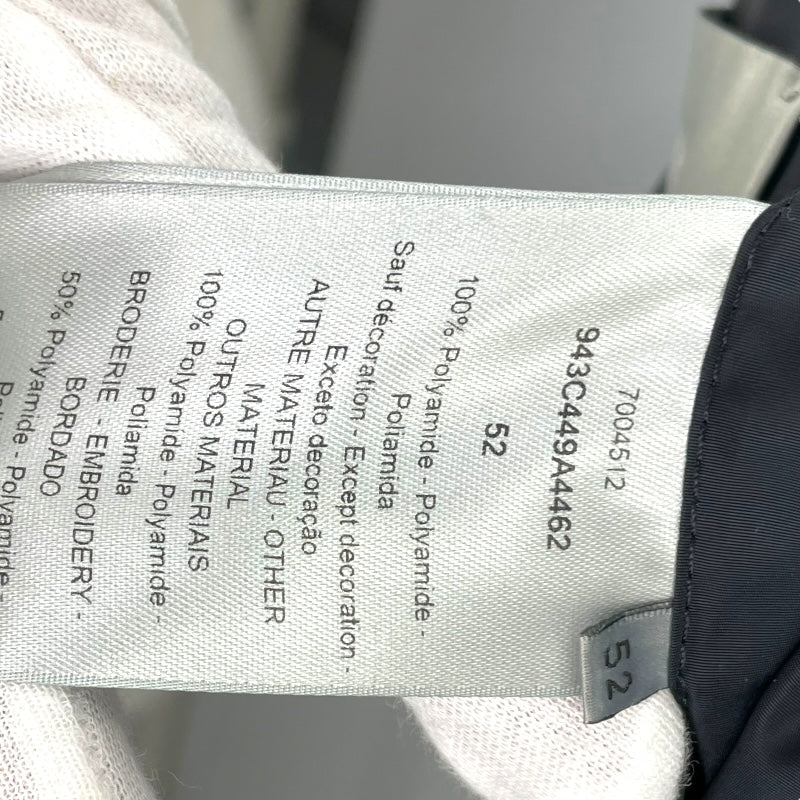 7004512
943C449A4462
52
100% Polyamide - Polyamide -
Poliamida
Sauf décoration - Except decoration -
Exceto decoração
AUTRE MATERIAU - OTHER
MATERIAL
OUTROS MATERIAIS
100% Polyamide - Polyamide -
Poliamida
BRODERIE - EMBROIDERY -
BORDADO
50% Polyamide - Polyamide -
52